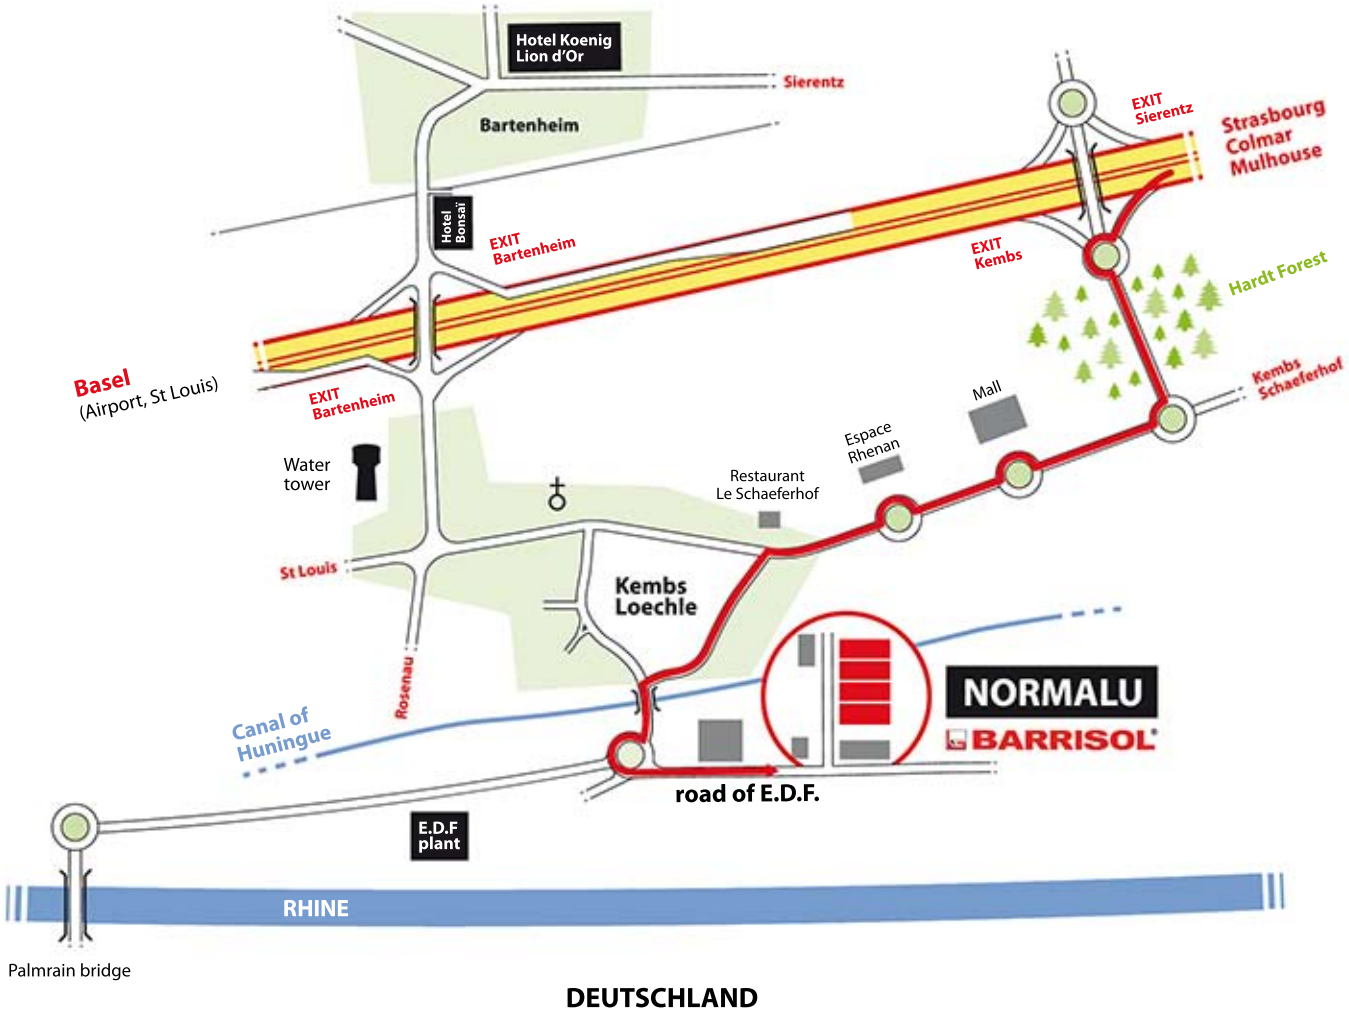 Hotel Koenig
Lion d'Or
Sierentz
Bartenheim
EXIT
Sierentz
Strasbourg
Colmar
Mulhouse
Hotel
Bonsaï
EXIT
Bartenheim
EXIT
Kembs
Hardt Forest
Basel
(Airport, St Louis)
EXIT
Bartenheim
Kembs
Schaeferhof
Mall
Espace
Rhenan
Water
tower
Restaurant
Le Schaeferhof
St Louis
Kembs
Loechle
Rosenau
Canal of
Huningue
NORMALU
BARRISOL®
road of E.D.F.
E.D.F
plant
RHINE
Palmrain bridge
DEUTSCHLAND